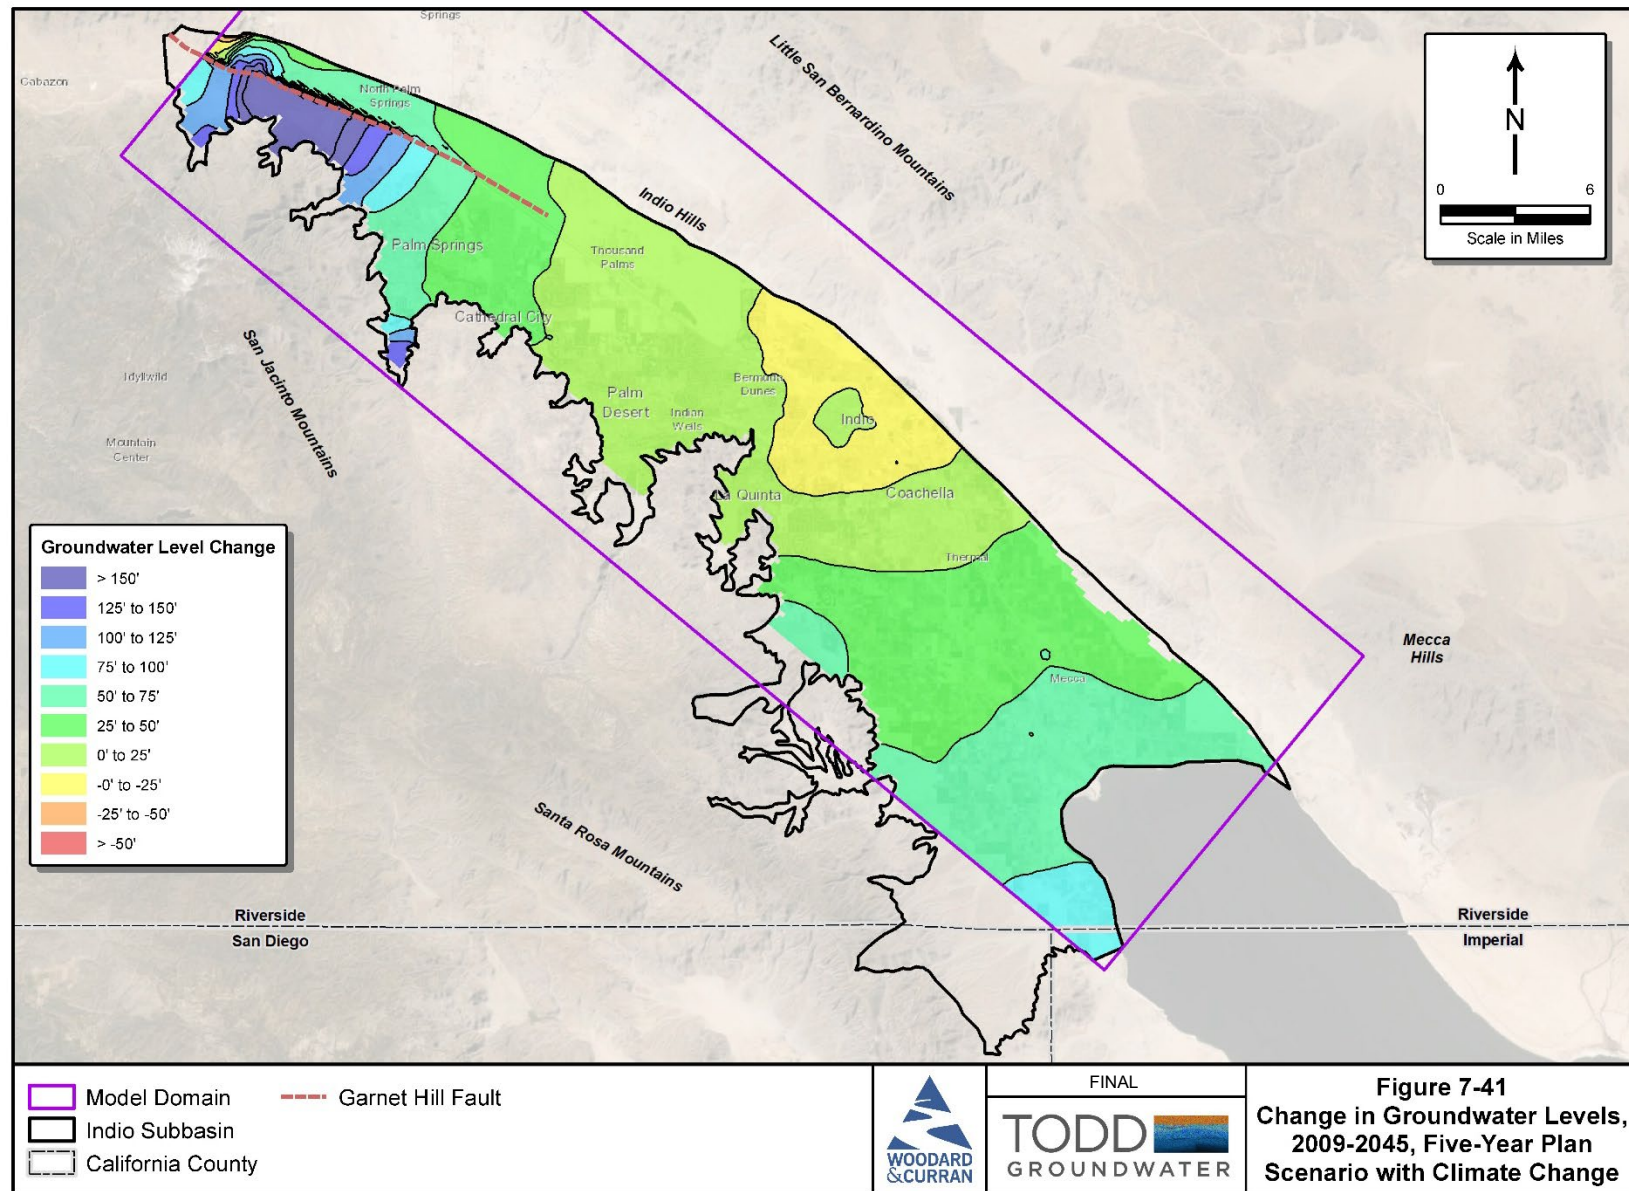 Springs
Cabazon
Little San Bernardino Mountains
N
0 6
Scale in Miles
North Palm
Springs
Indio Hills
Palm Springs
Thousand
Palms
Cathedral City
San Jacinto Mountains
Idyllwild
Mountain
Center
Bermuda
Dunes
Palm
Desert
Indian
Wells
Indio
La Quinta
Coachella
Thermal
Mecca
Mecca
Hills
Santa Rosa Mountains
Groundwater Level Change
> 150'
125' to 150'
100' to 125'
75' to 100'
50' to 75'
25' to 50'
0' to 25'
-0' to -25'
-25' to -50'
> -50'
Riverside
San Diego
Riverside
Imperial
Model Domain
Indio Subbasin
California County
Garnet Hill Fault
WOODARD
&CURRAN
FINAL
TODD
GROUNDWATER
Figure 7-41
Change in Groundwater Levels,
2009-2045, Five-Year Plan
Scenario with Climate Change